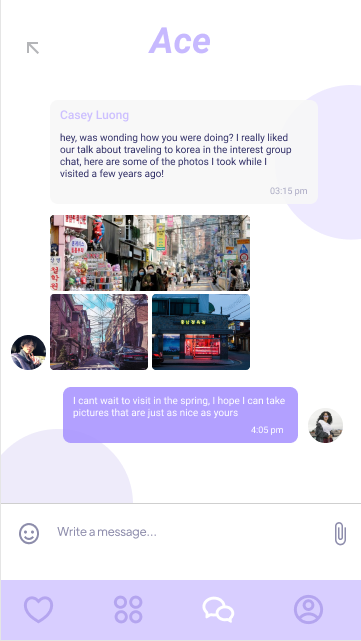 Ace
Casey Luong
hey, was wondering how you were doing? I really liked
our talk about traveling to korea in the interest group
chat, here are some of the photos I took while I
visited a few years ago!
03:15 pm
I cant wait to visit in the spring, I hope I can take
pictures that are just as nice as yours
4:05 pm
Write a message...